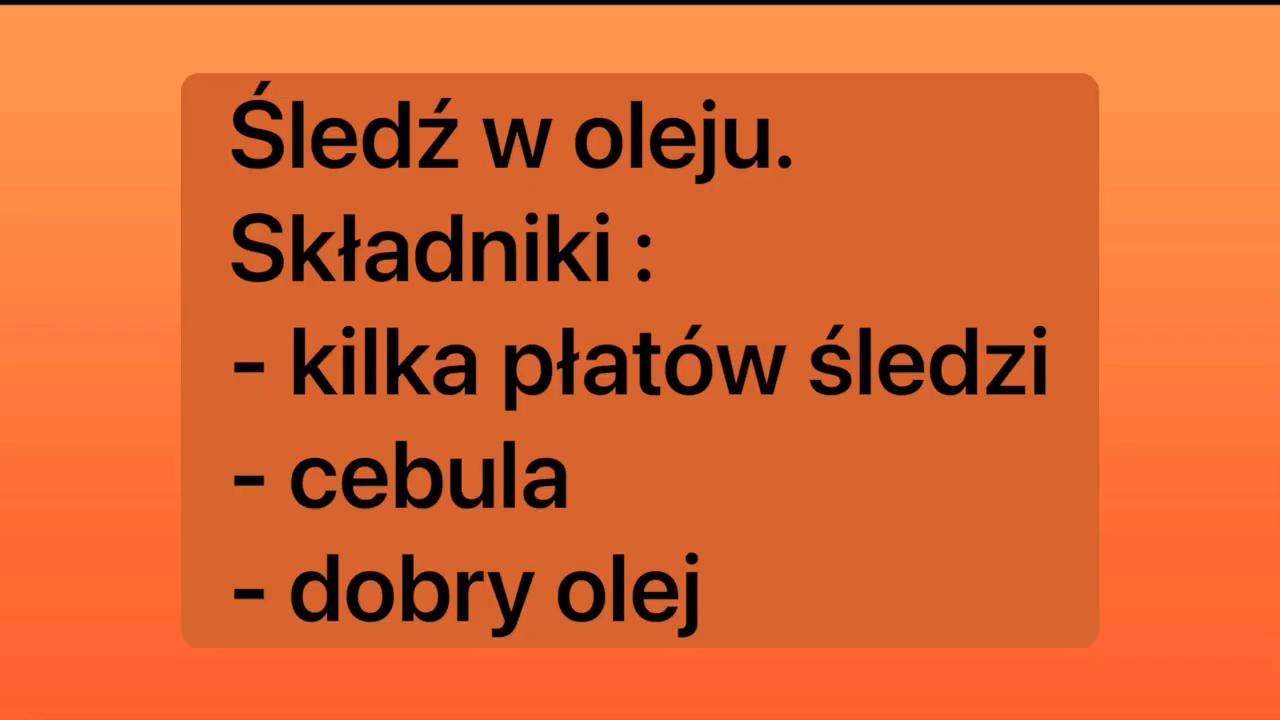 Śledź w oleju.
Składniki :
- kilka płatów śledzi
- cebula
- dobry olej